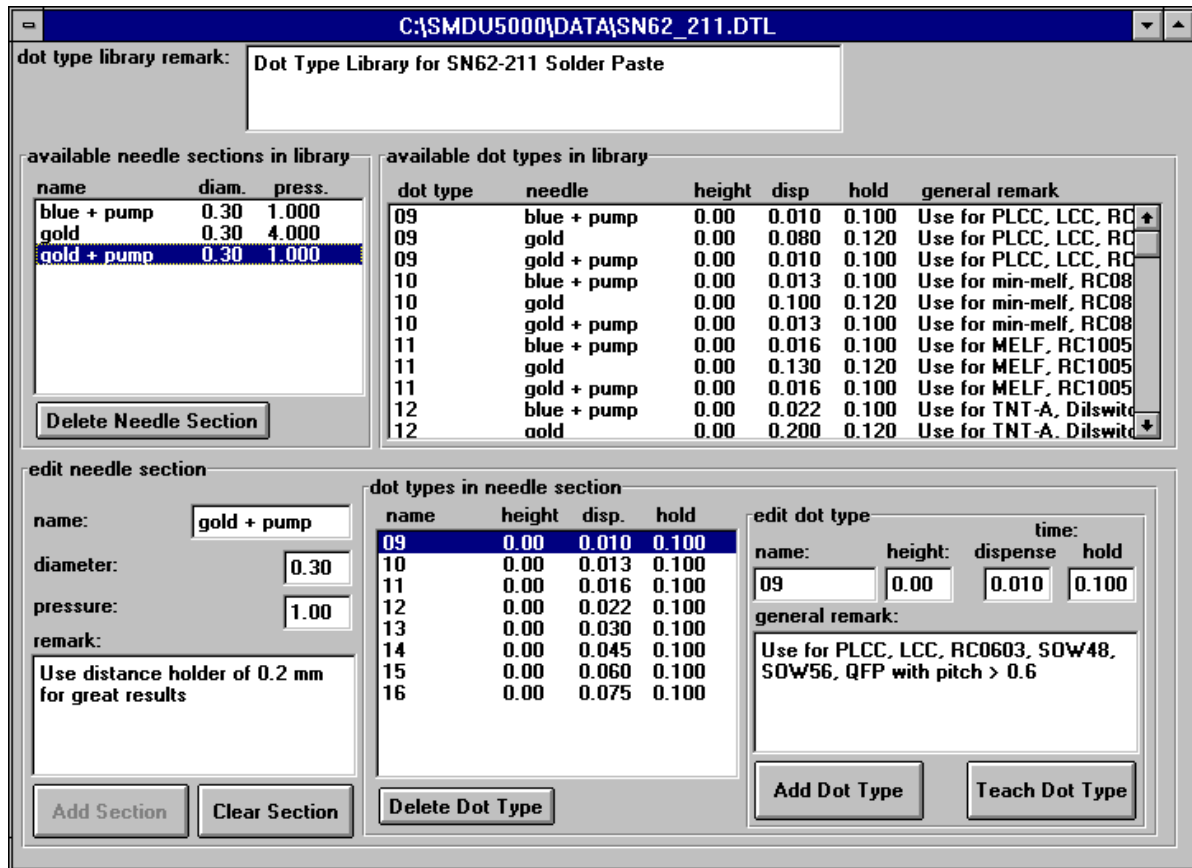 C:\SMDU5000\DATA\SN62_211.DTL
dot type library remark:
Dot Type Library for SN62-211 Solder Paste
available needle sections in library
name diam. press.
blue + pump 0.30 1.000
gold 0.30 4.000
gold + pump 0.30 1.000
Delete Needle Section
available dot types in library
dot type needle height disp hold general remark
09 blue + pump 0.00 0.010 0.100 Use for PLCC, LCC, RC
09 gold 0.00 0.080 0.120 Use for PLCC, LCC, RC
09 gold + pump 0.00 0.010 0.100 Use for PLCC, LCC, RC
10 blue + pump 0.00 0.013 0.100 Use for min-melf, RC08
10 gold 0.00 0.100 0.120 Use for min-melf, RC08
10 gold + pump 0.00 0.013 0.100 Use for min-melf, RC08
11 blue + pump 0.00 0.016 0.100 Use for MELF, RC1005
11 gold 0.00 0.130 0.120 Use for MELF, RC1005
11 gold + pump 0.00 0.016 0.100 Use for MELF, RC1005
12 blue + pump 0.00 0.022 0.100 Use for TNT-A, Dilswitc
12 gold 0.00 0.200 0.120 Use for TNT-A, Dilswitc
edit needle section
name: gold + pump
diameter: 0.30
pressure: 1.00
remark:
Use distance holder of 0.2 mm
for great results
Add Section
Clear Section
dot types in needle section
name height disp. hold
09 0.00 0.010 0.100
10 0.00 0.013 0.100
11 0.00 0.016 0.100
12 0.00 0.022 0.100
13 0.00 0.030 0.100
14 0.00 0.045 0.100
15 0.00 0.060 0.100
16 0.00 0.075 0.100
Delete Dot Type
edit dot type
time:
name: height: dispense hold
09 0.00 0.010 0.100
general remark:
Use for PLCC, LCC, RC0603, SOW48,
SOW56, QFP with pitch > 0.6
Add Dot Type
Teach Dot Type